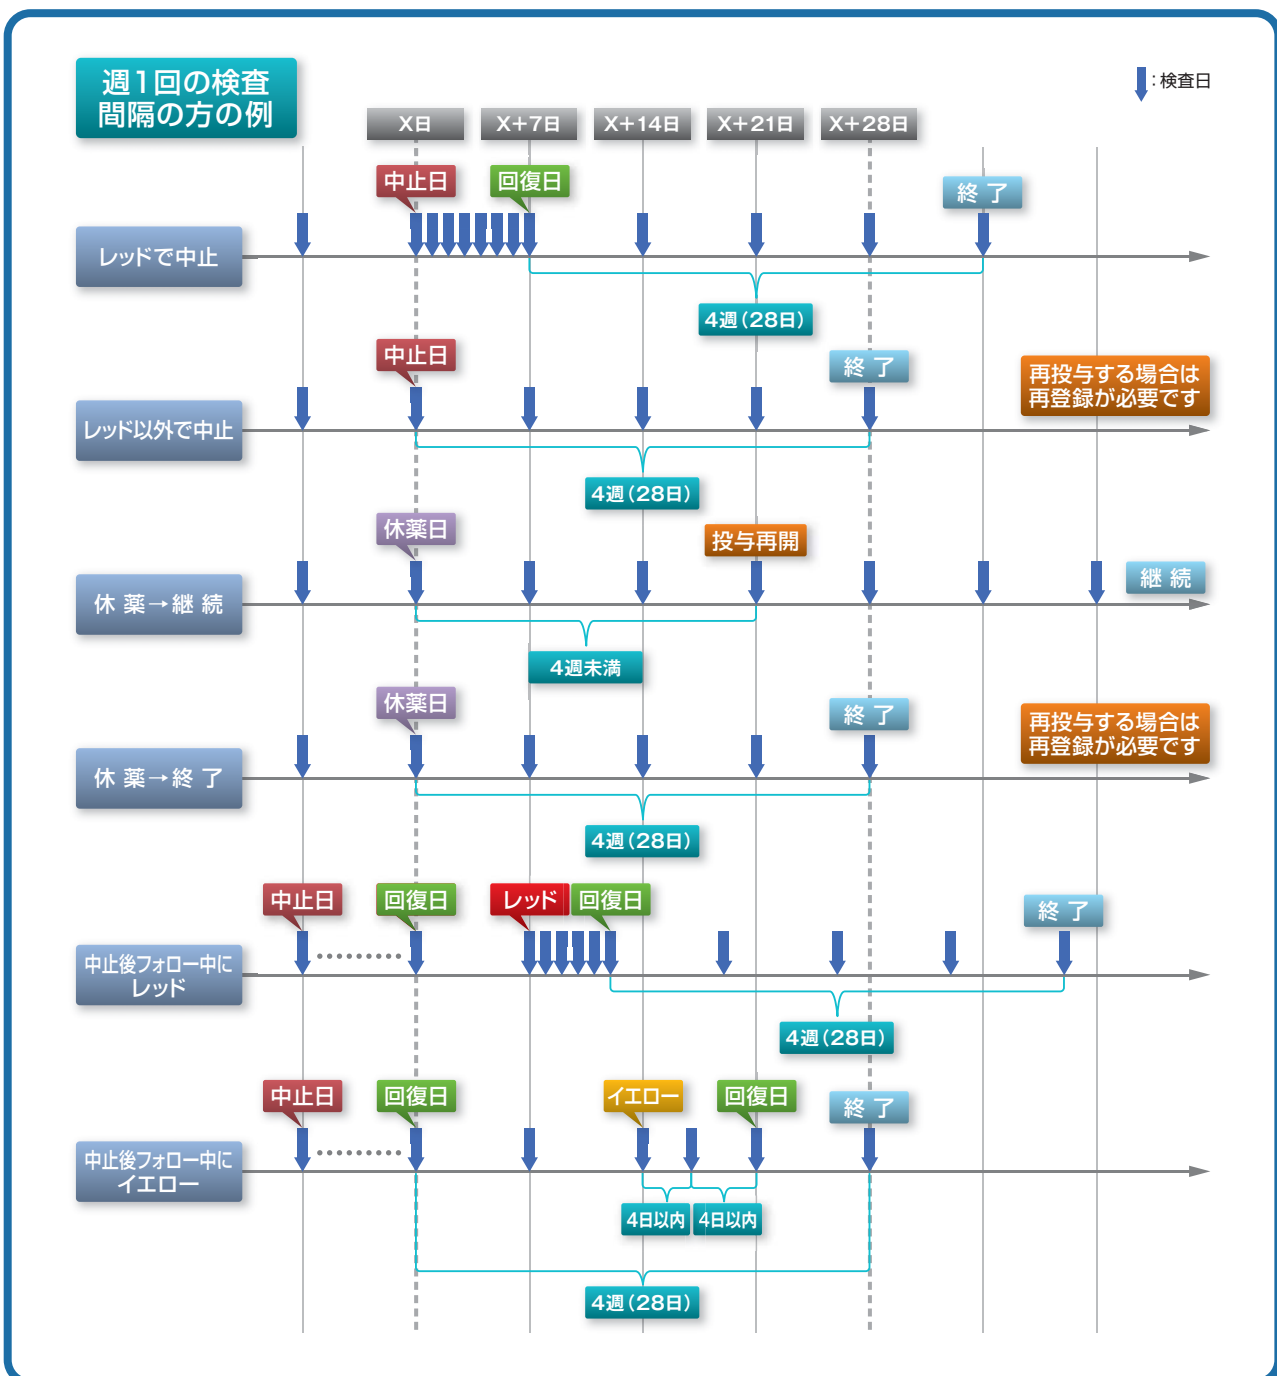 週1回の検査
間隔の方の例
:検査日
X日
X+7日
X+14日
X+21日
X+28日
中止日
回復日
終 了
レッドで中止
4週(28日)
中止日
終 了
再投与する場合は
再登録が必要です
レッド以外で中止
4週(28日)
休薬日
投与再開
継 続
休 薬→継 続
4週未満
休薬日
終 了
再投与する場合は
再登録が必要です
休 薬→終 了
4週(28日)
中止日
回復日
レッド
回復日
終 了
中止後フォロー中に
レッド
4週(28日)
中止日
回復日
イエロー
回復日
終 了
中止後フォロー中に
イエロー
4日以内
4日以内
4週(28日)